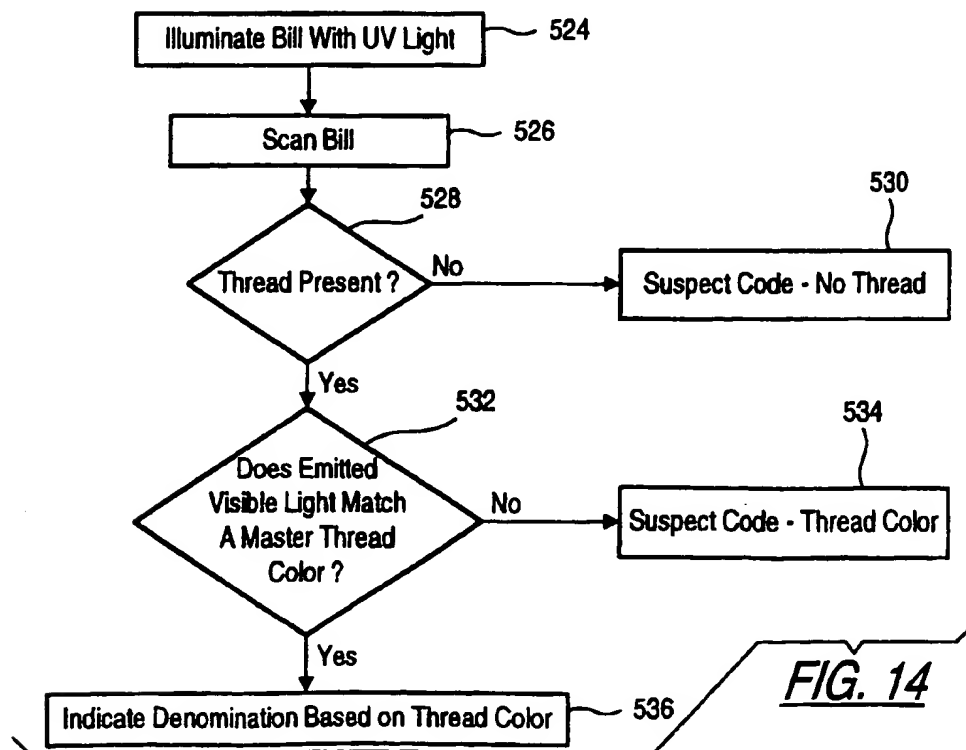 Illuminate Bill With UV Light
524
Scan Bill
526
528
Thread Present ?
No
530
Suspect Code - No Thread
Yes
532
Does Emitted
Visible Light Match
A Master Thread
Color ?
No
534
Suspect Code - Thread Color
Yes
Indicate Denomination Based on Thread Color
536
FIG. 14